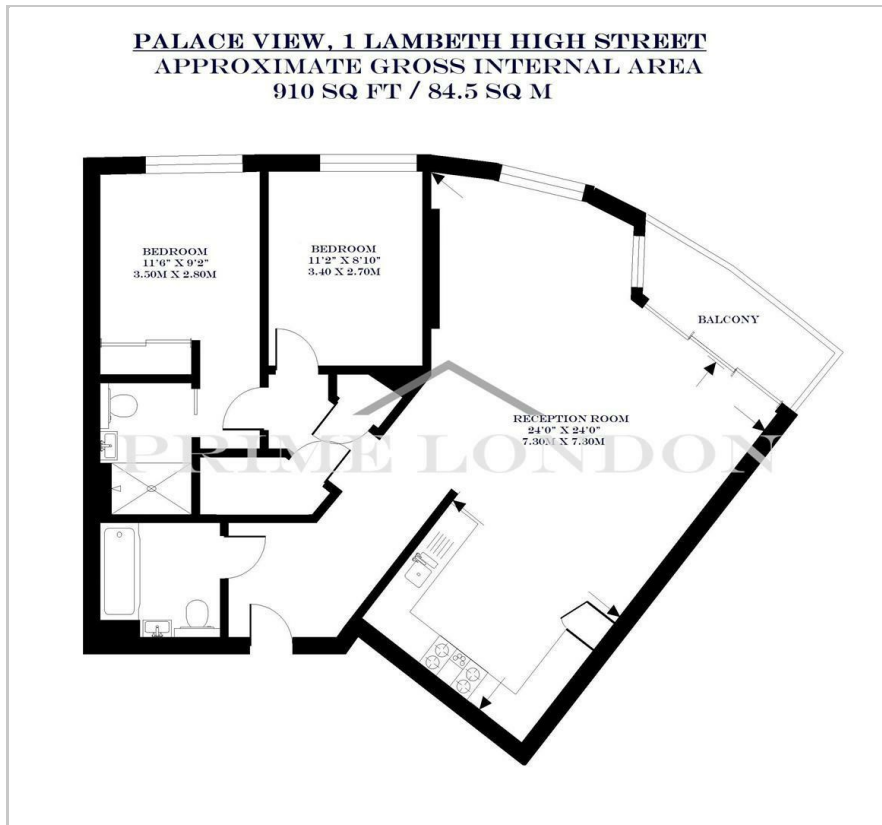 PALACE VIEW, 1 LAMBETH HIGH STREET
APPROXIMATE GROSS INTERNAL AREA
910 SQ FT / 84.5 SQ M
BEDROOM
11'6" X 9'2"
3.50M X 2.80M
BEDROOM
11'2" X 8'10"
3.40 X 2.70M
BALCONY
RECEPTION ROOM
24'0" X 24'0"
7.30M X 7.30M
PRIME LONDON